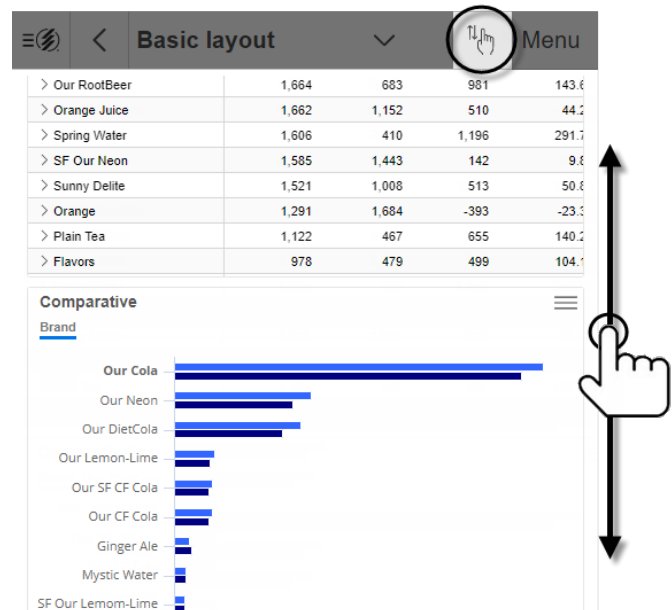 Basic layout Menu
> Our RootBeer 1,664 683 981 143.6
> Orange Juice 1,662 1,152 510 44.2
> Spring Water 1,606 410 1,196 291.7
> SF Our Neon 1,585 1,443 142 9.8
> Sunny Delite 1,521 1,008 513 50.8
> Orange 1,291 1,684 -393 -23.3
> Plain Tea 1,122 467 655 140.2
> Flavors 978 479 499 104.1
Comparative
Brand
Our Cola
Our Neon
Our DietCola
Our Lemon-Lime
Our SF CF Cola
Our CF Cola
Ginger Ale
Mystic Water
SF Our Lemom-Lime